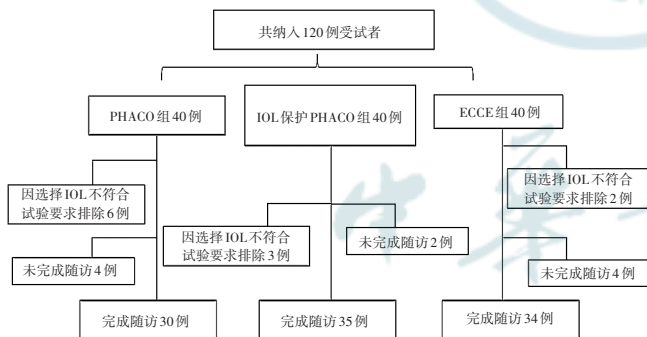 共纳入120例受试者
PHACO组40例
IOL保护PHACO组40例
ECCE组40例
因选择IOL不符合
试验要求排除6例
未完成随访4例
因选择IOL不符合
试验要求排除3例
未完成随访2例
因选择IOL不符合
试验要求排除2例
未完成随访4例
完成随访30例
完成随访35例
完成随访34例
中華